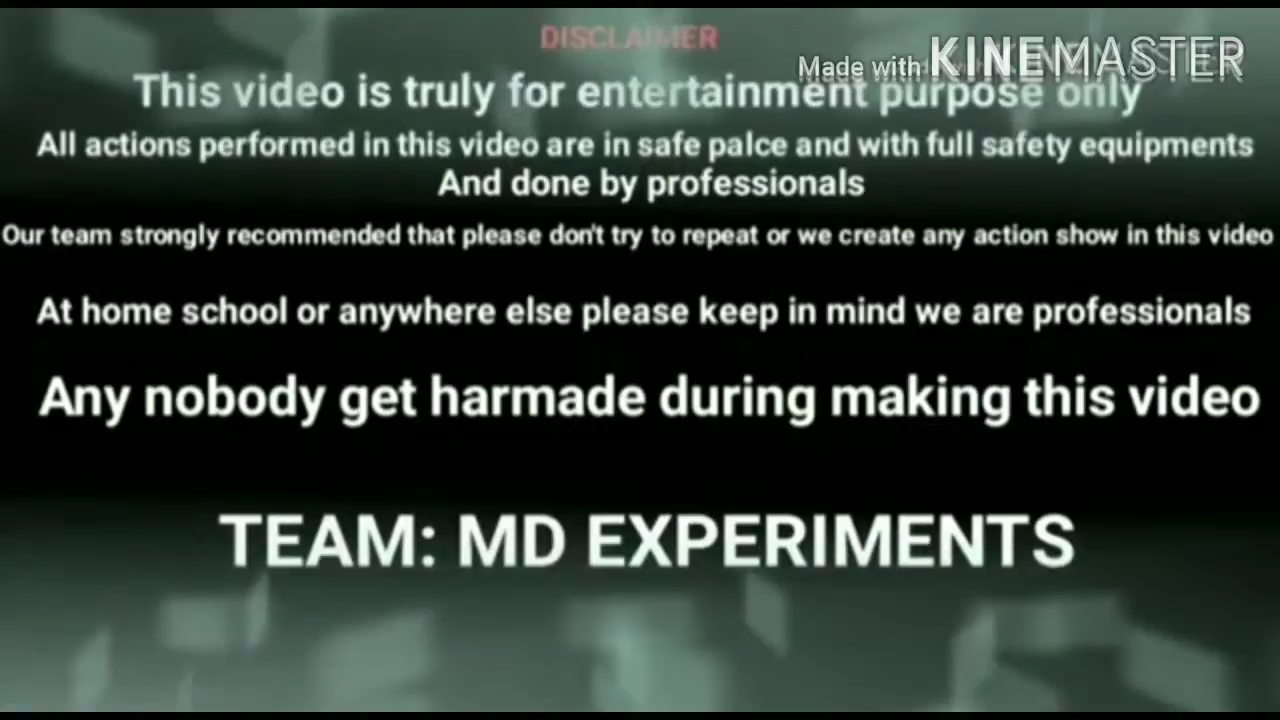 DISCLAIMER
Made with KINEMASTER
This video is truly for entertainment purpose only
All actions performed in this video are in safe palce and with full safety equipments
And done by professionals
Our team strongly recommended that please don't try to repeat or we create any action show in this video
At home school or anywhere else please keep in mind we are professionals
Any nobody get harmade during making this video
TEAM: MD EXPERIMENTS